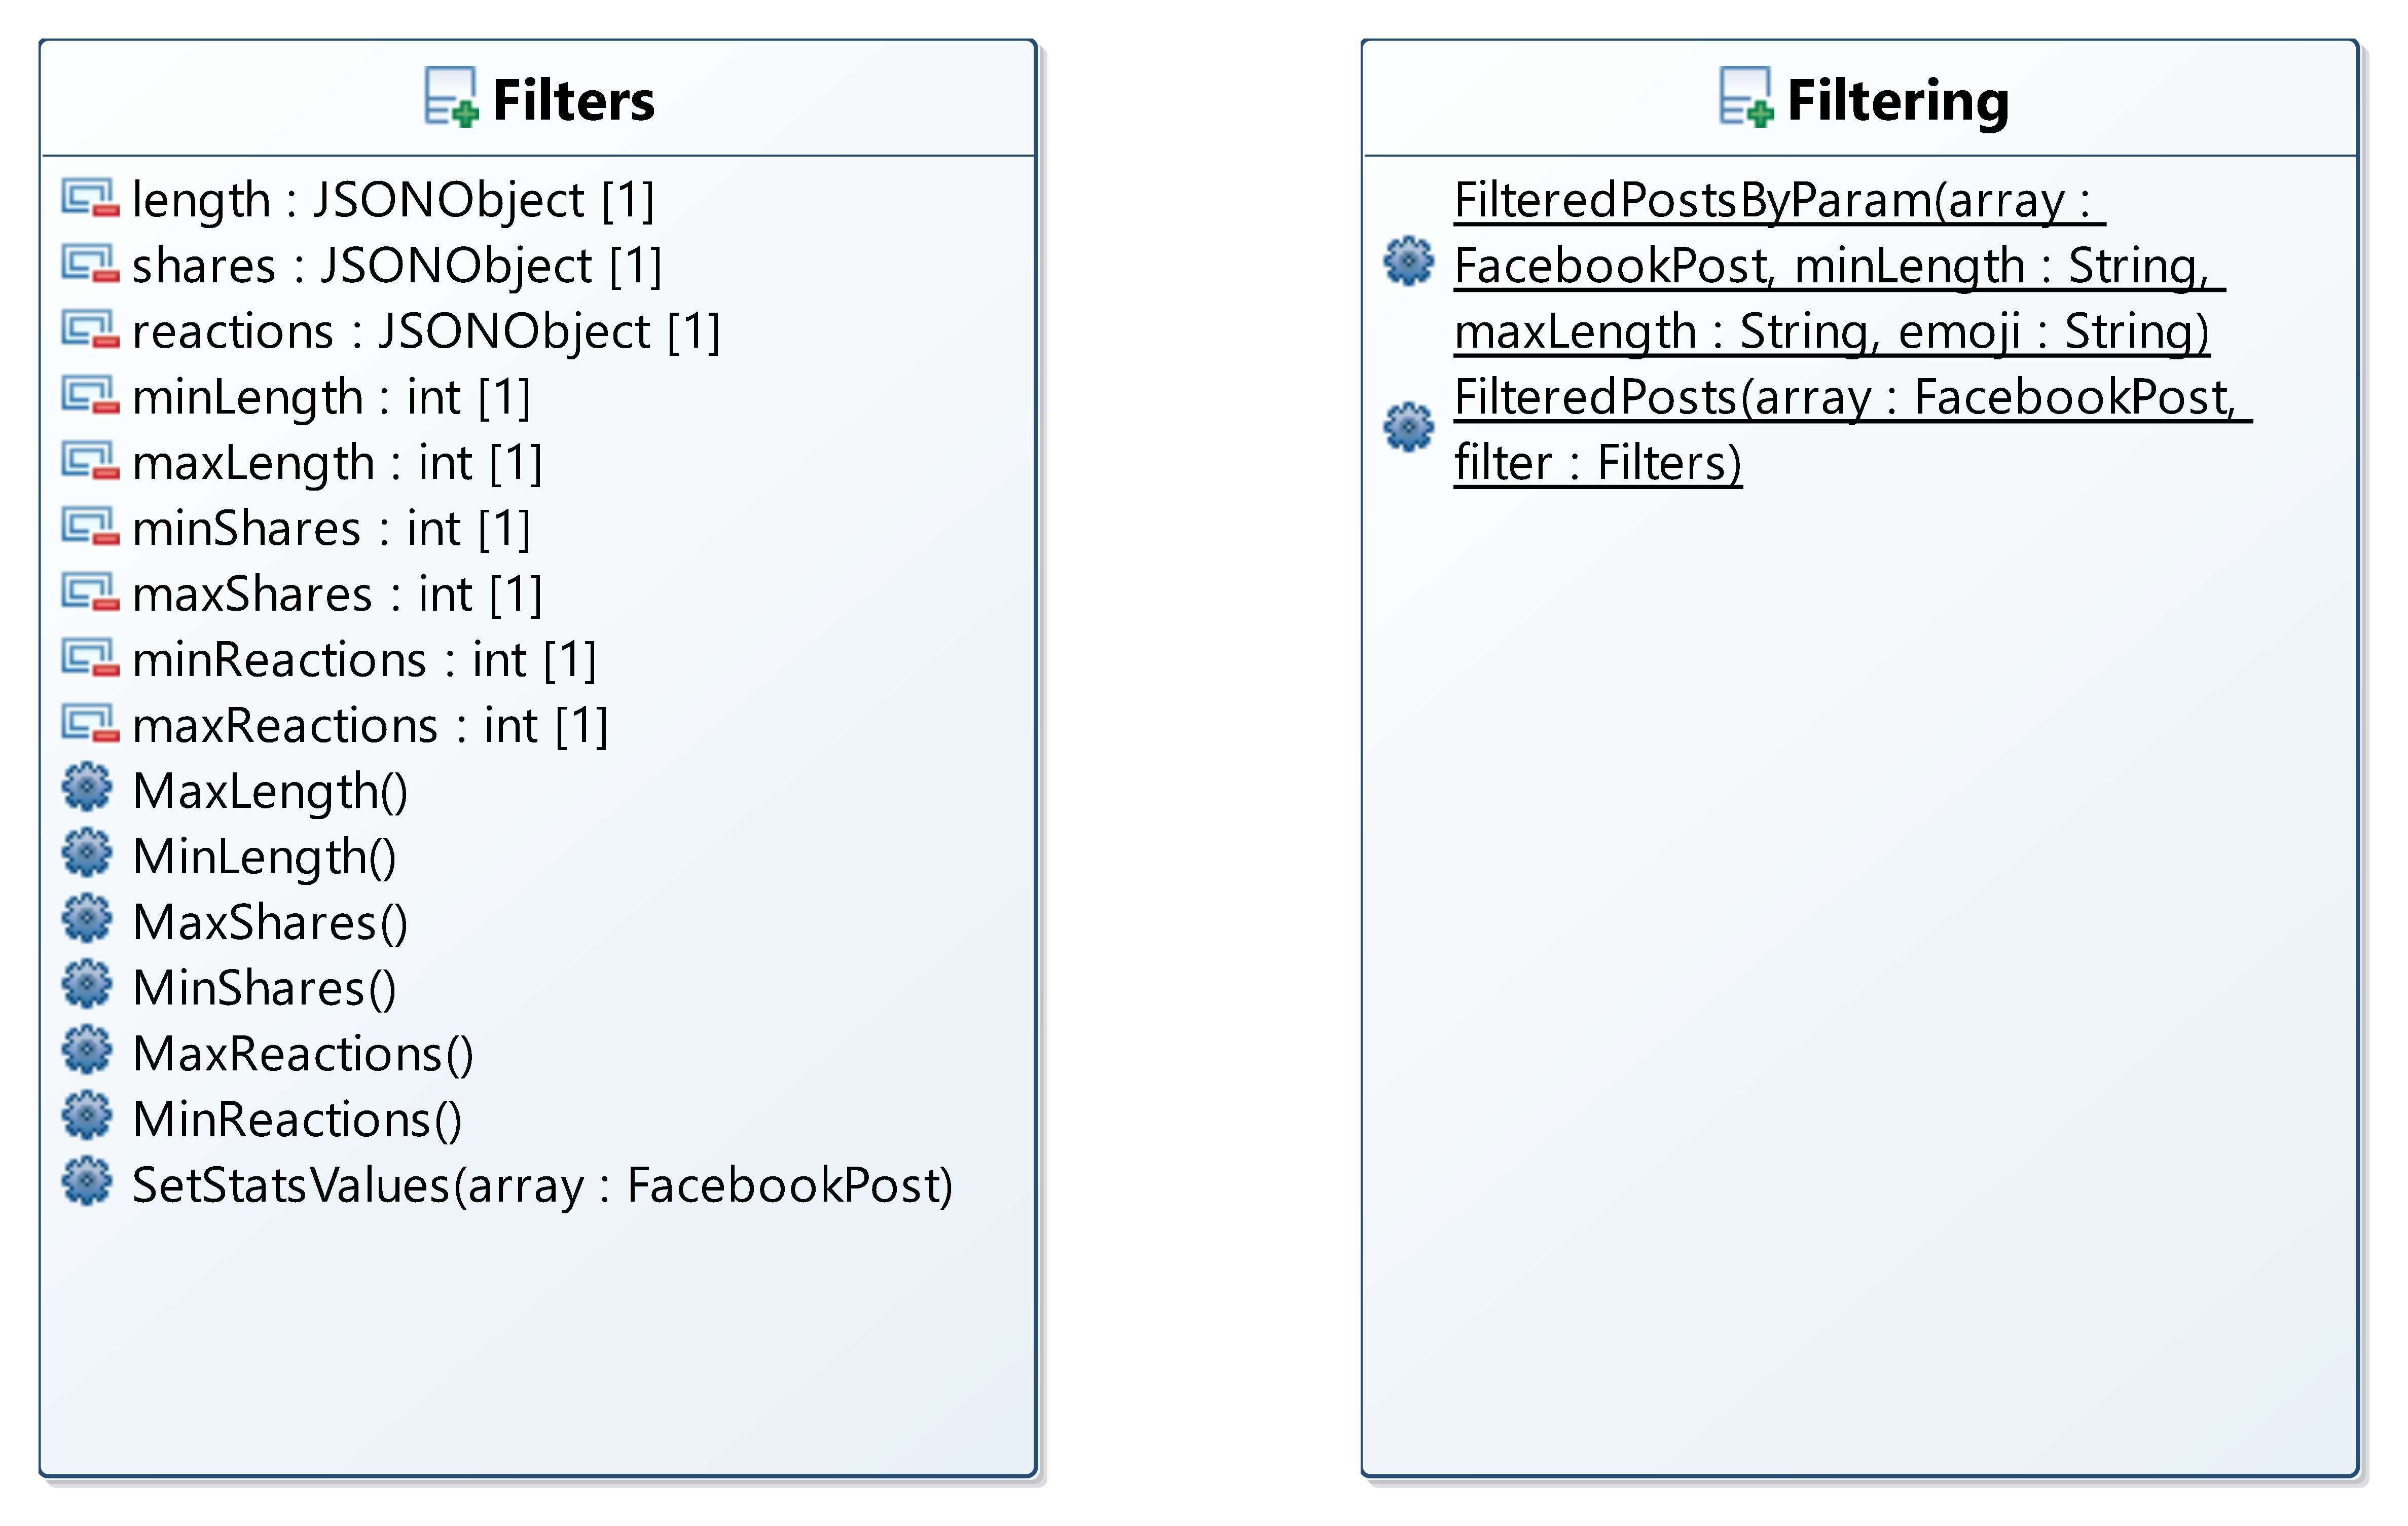 Filters
length : JSONObject [1]
shares : JSONObject [1]
reactions : JSONObject [1]
minLength : int [1]
maxLength : int [1]
minShares : int [1]
maxShares : int [1]
minReactions : int [1]
maxReactions : int [1]
MaxLength()
MinLength()
MaxShares()
MinShares()
MaxReactions()
MinReactions()
SetStatsValues(array : FacebookPost)
Filtering
FilteredPostsByParam(array :
FacebookPost, minLength : String,
maxLength : String, emoji : String)
FilteredPosts(array : FacebookPost,
filter : Filters)